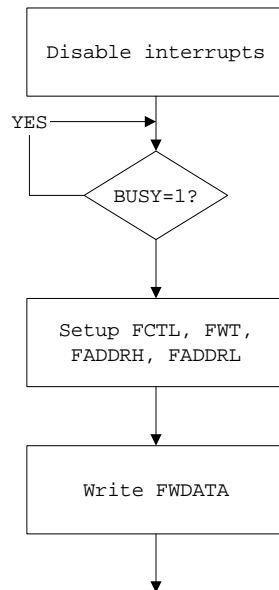 Disable interrupts
YES
BUSY=1?
Setup FCTL, FWT,
FADDRH, FADDRL
Write FWDATA